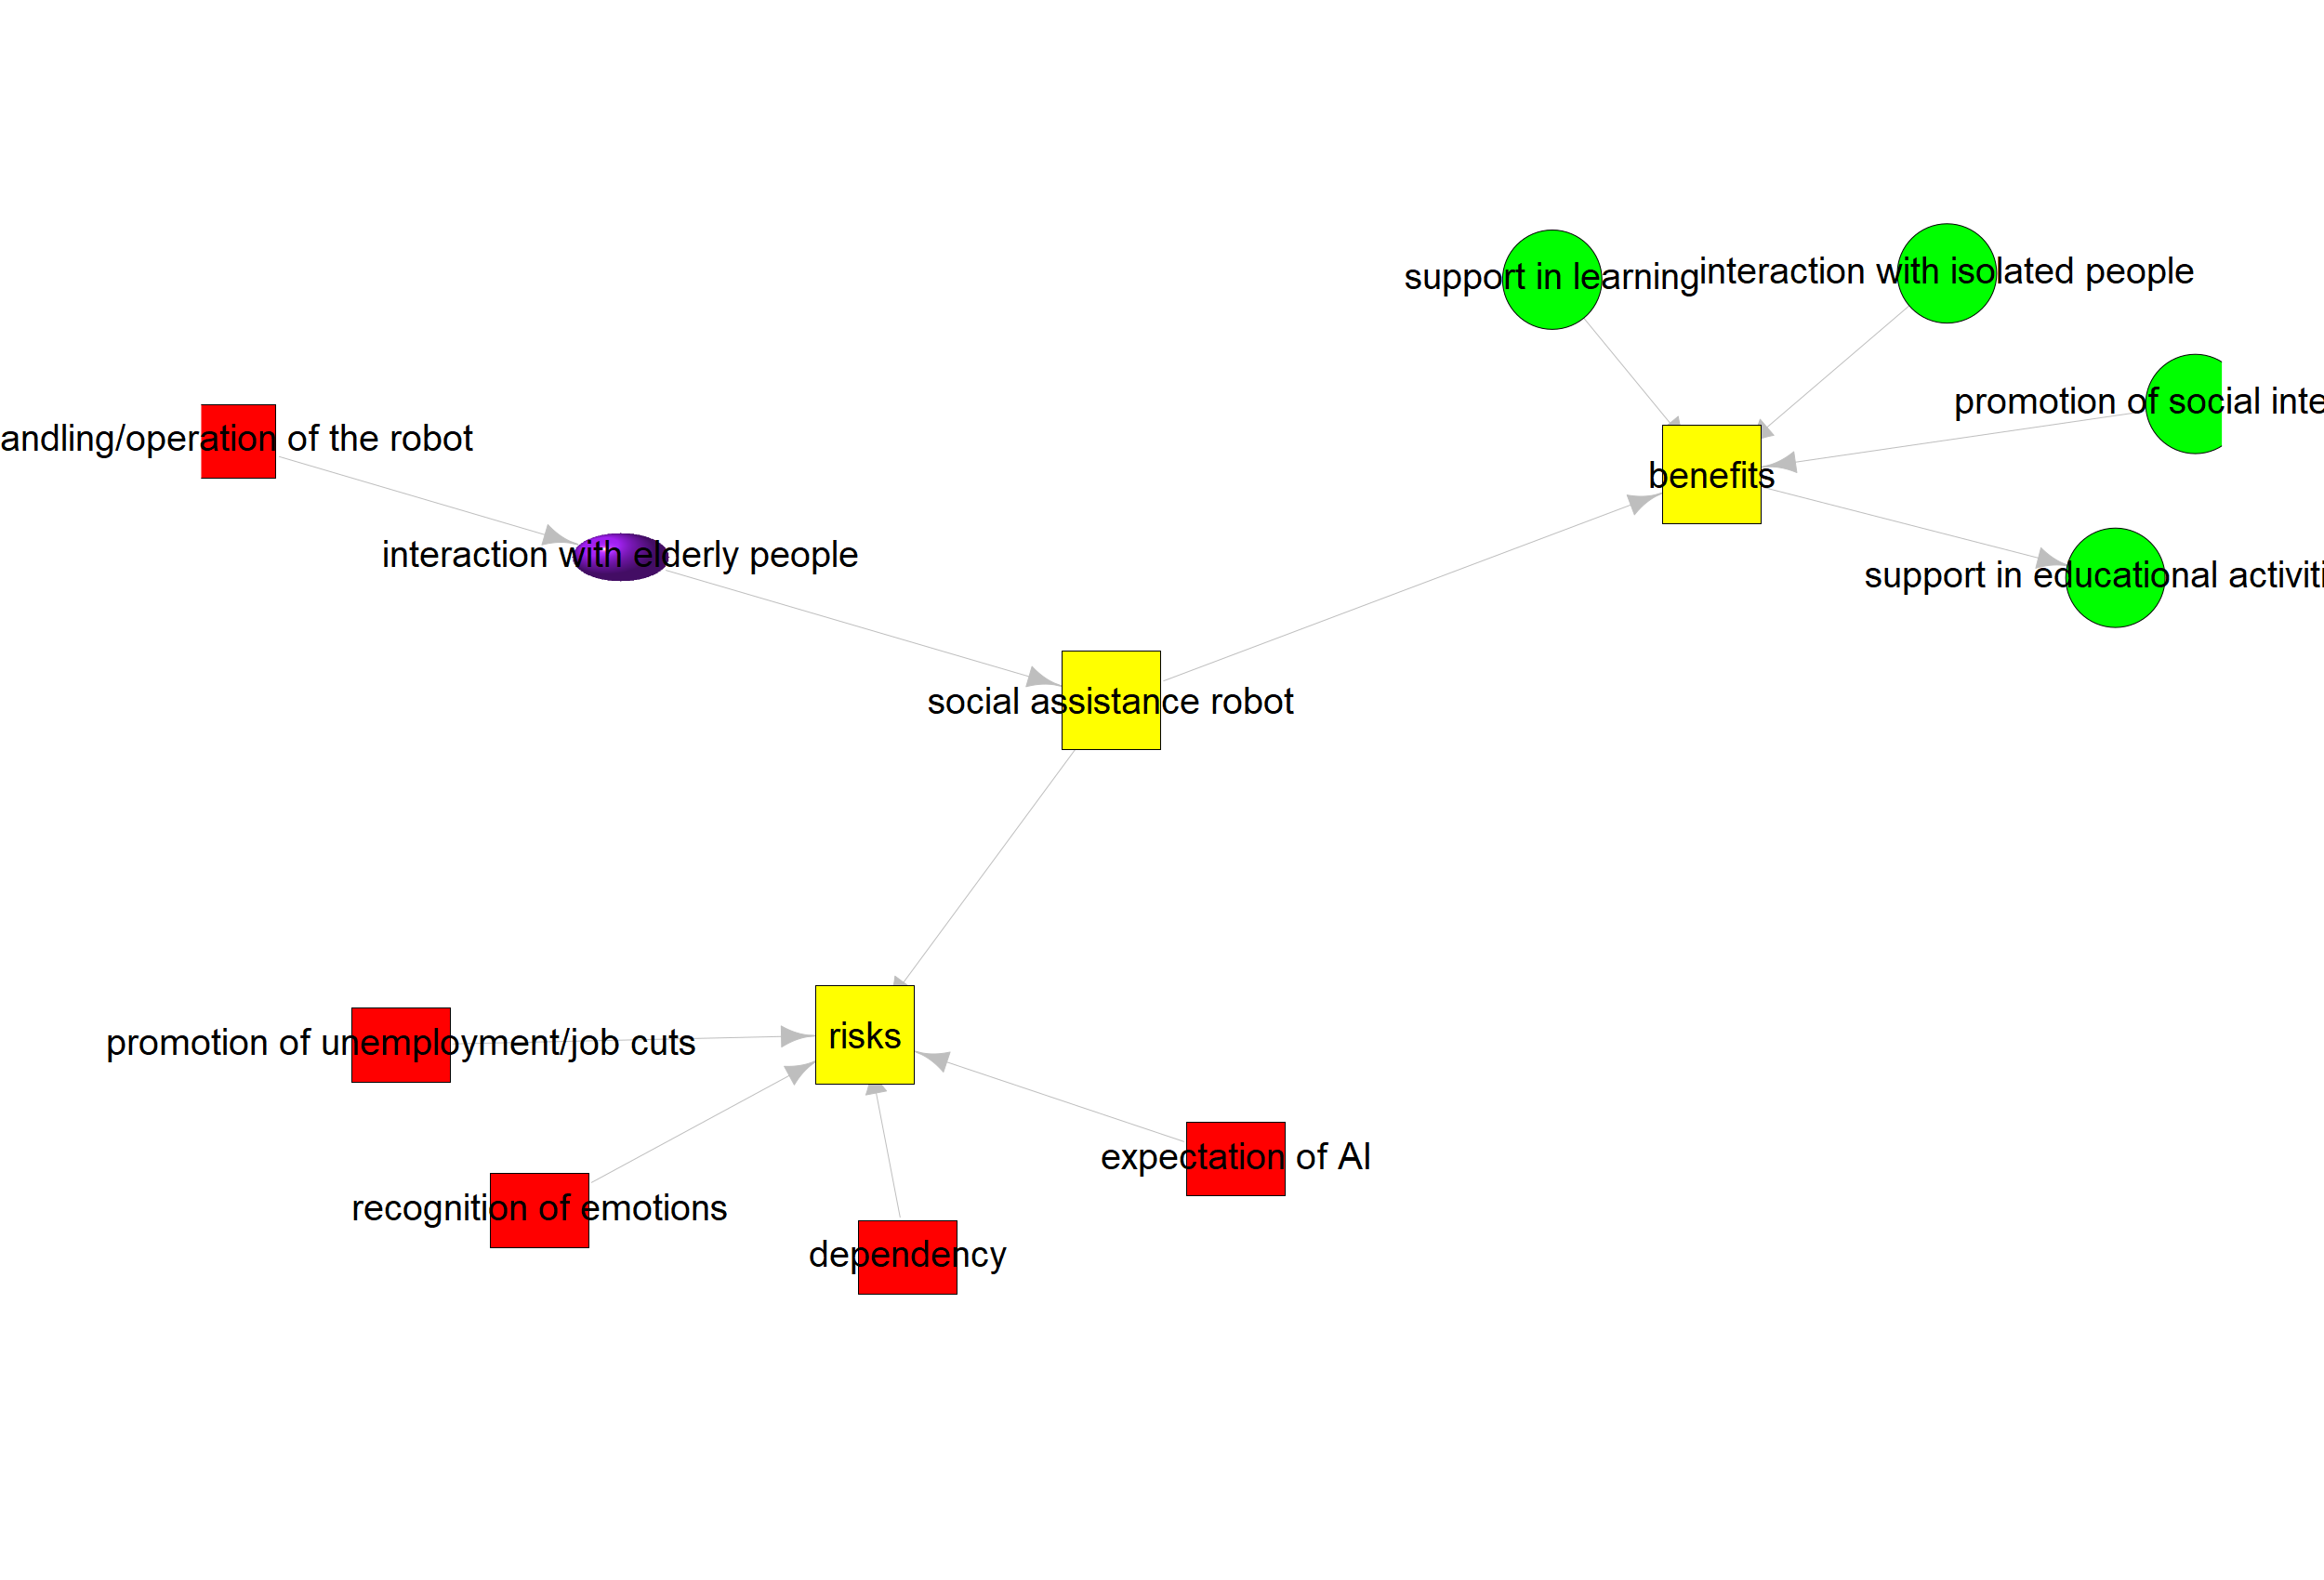 support in learning
interaction with isolated people
promotion of social inte
andling/operation of the robot
benefits
interaction with elderly people
support in educational activiti
social assistance robot
risks
promotion of unemployment/job cuts
expectation of AI
recognition of emotions
dependency